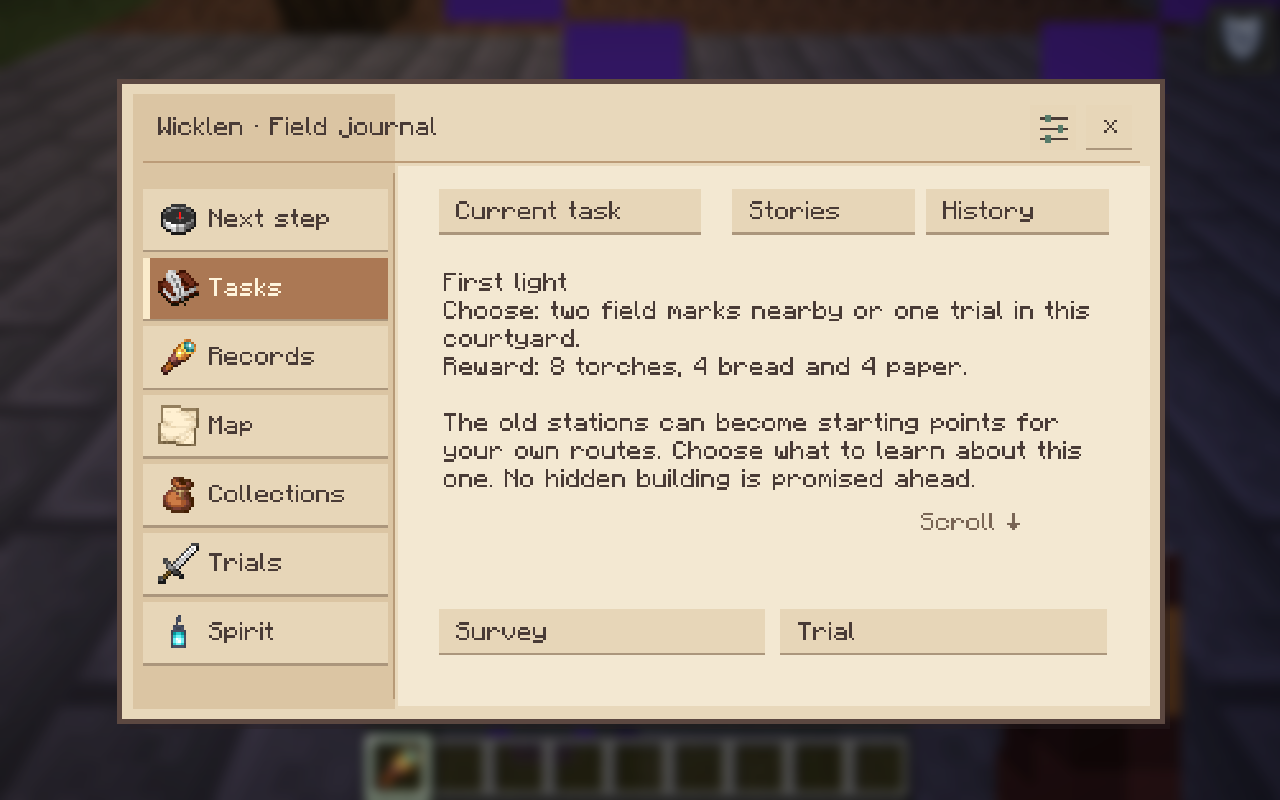 Wicklen · Field journal
x
Next step
Tasks
Records
Map
Collections
Trials
Spirit
Current task
Stories
History
First light
Choose: two field marks nearby or one trial in this
courtyard.
Reward: 8 torches, 4 bread and 4 paper.
The old stations can become starting points for
your own routes. Choose what to learn about this
one. No hidden building is promised ahead.
Scroll ↓
Survey
Trial